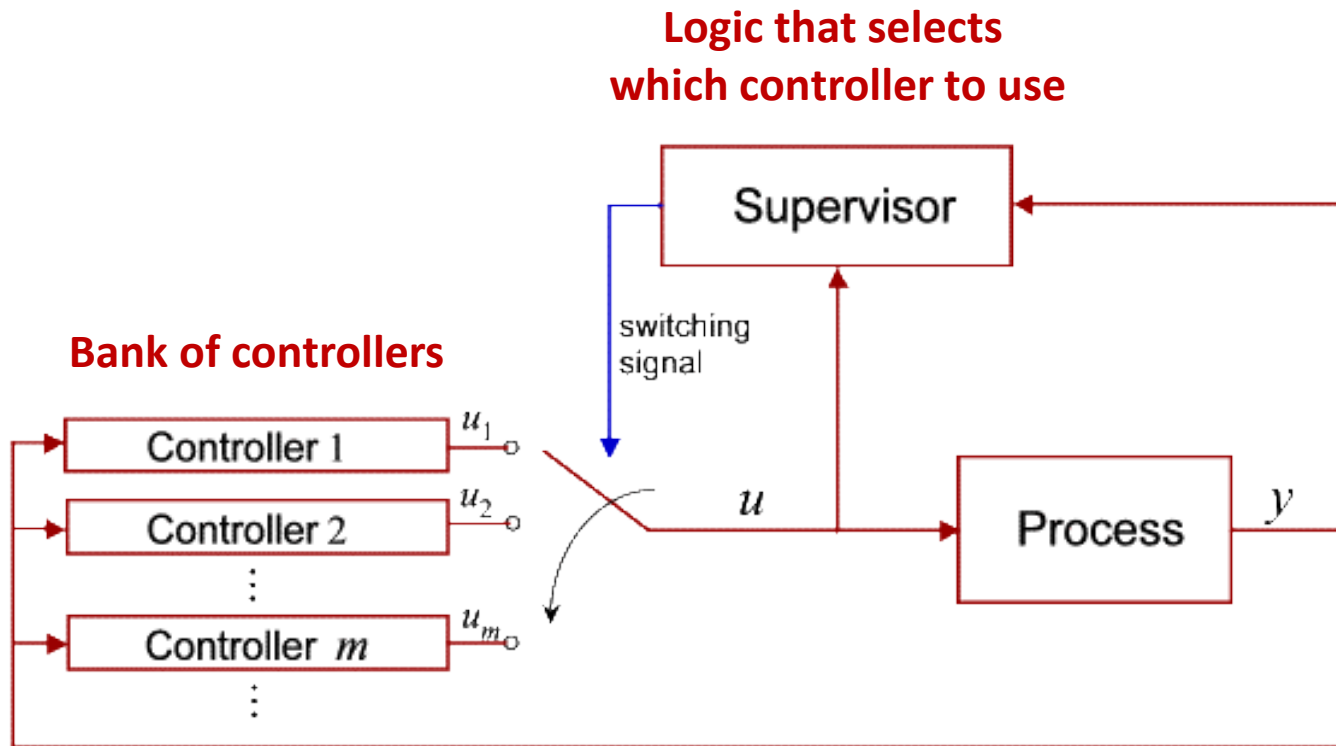 Logic that selects
which controller to use
Supervisor
switching
signal
Bank of controllers
Controller 1
u₁
Controller 2
u₂
⋮
Controller m
uₘ
⋮
u
Process
y